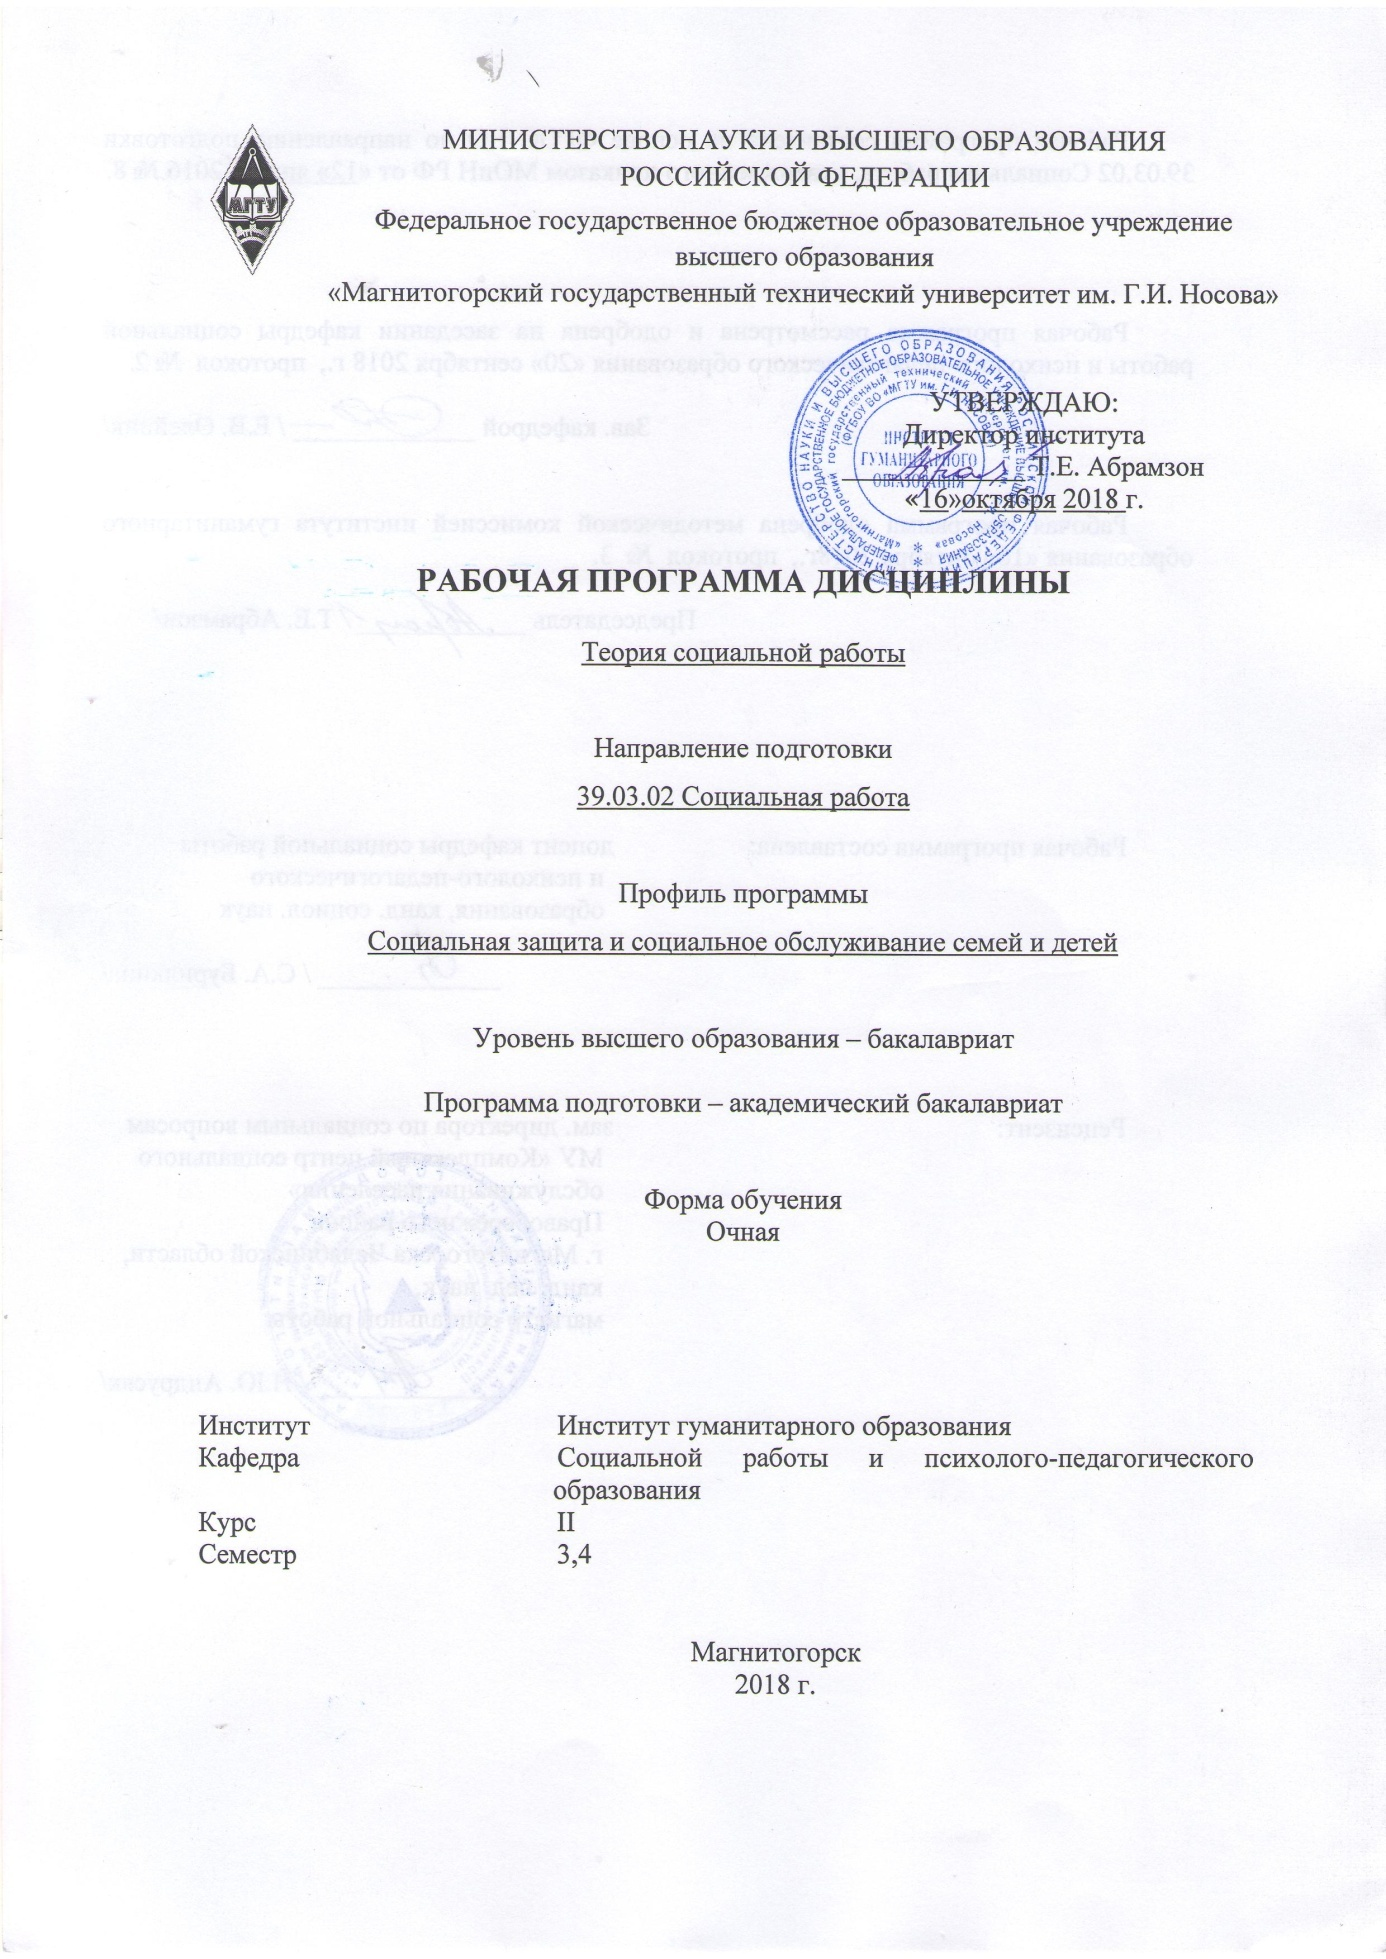 МИНИСТЕРСТВО НАУКИ И ВЫСШЕГО ОБРАЗОВАНИЯ
РОССИЙСКОЙ ФЕДЕРАЦИИ
МГТУ
Федеральное государственное бюджетное образовательное учреждение
высшего образования
«Магнитогорский государственный технический университет им. Г.И. Носова»
УТВЕРЖДАЮ:
Директор института
Т.Е. Абрамзон
«16»октября 2018 г.
ГУМАНИТАРНОГО
ОБРАЗОВАНИЯ
РАБОЧАЯ ПРОГРАММА ДИСЦИПЛИНЫ
Теория социальной работы
Направление подготовки
39.03.02 Социальная работа
Профиль программы
Социальная защита и социальное обслуживание семей и детей
Уровень высшего образования – бакалавриат
Программа подготовки – академический бакалавриат
Форма обучения
Очная
Институт Институт гуманитарного образования
Кафедра Социальной работы и психолого-педагогического
образования
Курс II
Семестр 3,4
Магнитогорск
2018 г.